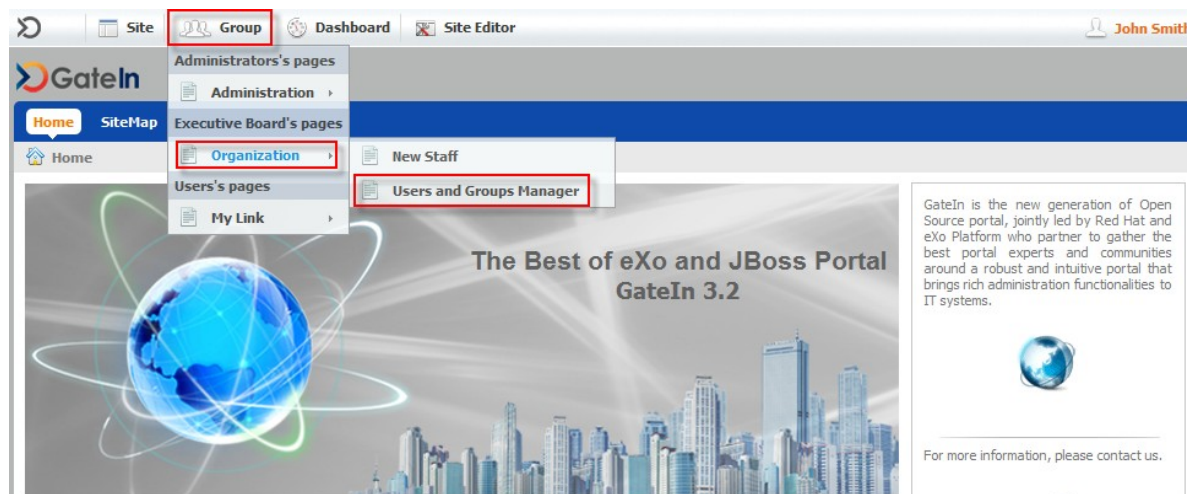 Site Group Dashboard Site Editor John Smith
GateIn
Administrators's pages
Administration
Home SiteMap
Executive Board's pages
Home
Organization
New Staff
Users's pages
Users and Groups Manager
My Link
The Best of eXo and JBoss Portal
GateIn 3.2
GateIn is the new generation of Open
Source portal, jointly led by Red Hat and
eXo Platform who partner to gather the
best portal experts and communities
around a robust and intuitive portal that
brings rich administration functionalities to
IT systems.
For more information, please contact us.